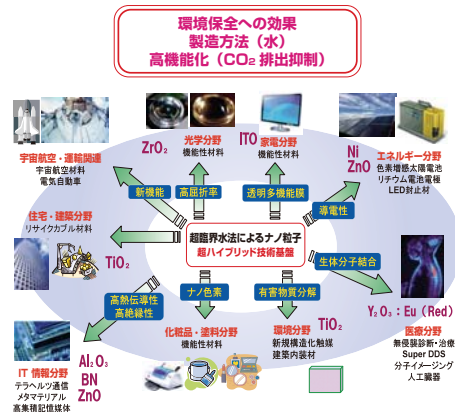 環境保全への効果
製造方法（水）
高機能化（CO₂ 排出抑制）
ZrO₂
光学分野
機能性材料
ITO
家電分野
機能性材料
Ni
ZnO
エネルギー分野
色素増感太陽電池
リチウム電池電極
LED封止材
宇宙航空・運輸関連
宇宙航空材料
電気自動車
新機能
高屈折率
透明多機能膜
導電性
住宅・建築分野
リサイクカブル材料
TiO₂
超臨界水法によるナノ粒子
超ハイブリッド技術基盤
生体分子結合
高熱伝導性
高絶縁性
ナノ色素
有害物質分解
Y₂O₃：Eu（Red）
医療分野
無侵襲診断・治療
Super DDS
分子イメージング
人工臓器
IT 情報分野
テラヘルツ通信
メタマテリアル
高集積記憶媒体
Al₂O₃
BN
ZnO
化粧品・塗料分野
機能性材料
環境分野
新規構造化触媒
建築内装材
TiO₂